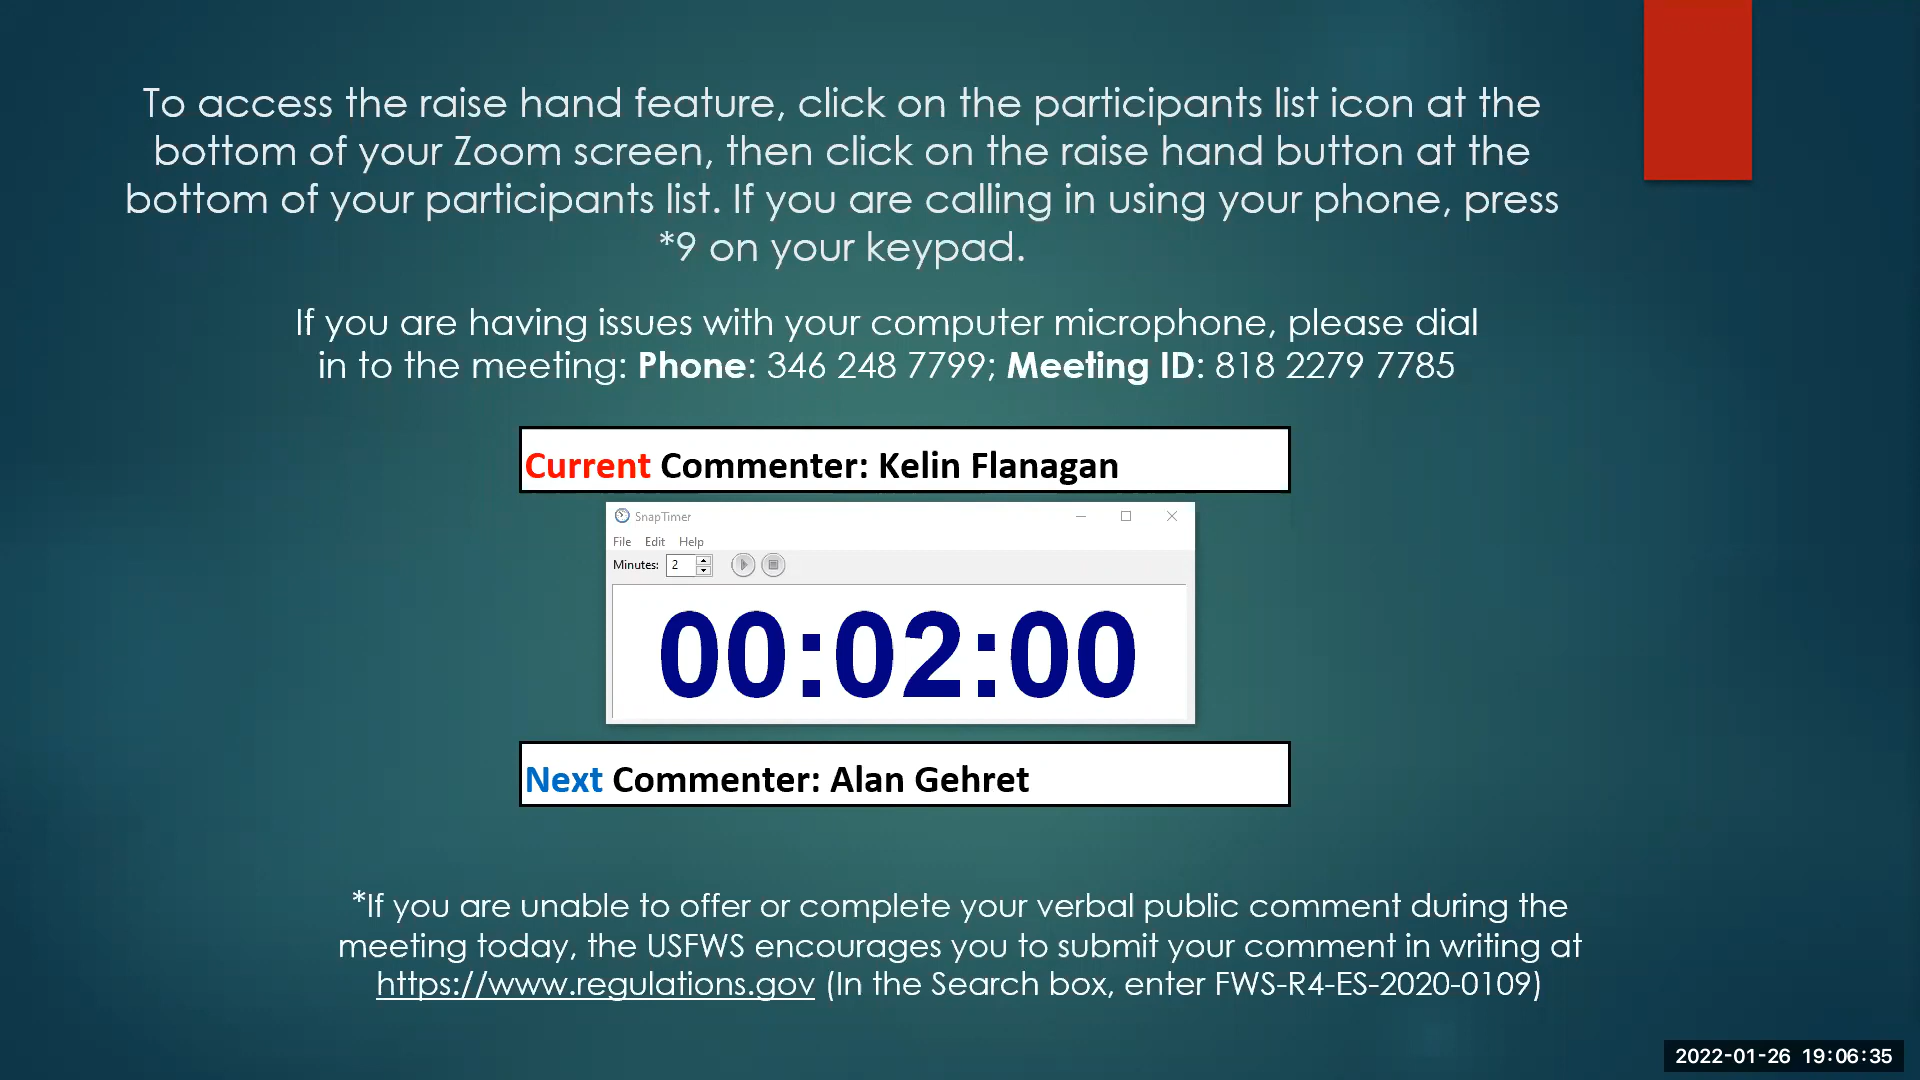 To access the raise hand feature, click on the participants list icon at the
bottom of your Zoom screen, then click on the raise hand button at the
bottom of your participants list. If you are calling in using your phone, press
*9 on your keypad.
If you are having issues with your computer microphone, please dial
in to the meeting: Phone: 346 248 7799; Meeting ID: 818 2279 7785
Current Commenter: Kelin Flanagan
SnapTimer
File Edit Help
Minutes: 2
00:02:00
Next Commenter: Alan Gehret
*If you are unable to offer or complete your verbal public comment during the
meeting today, the USFWS encourages you to submit your comment in writing at
https://www.regulations.gov (In the Search box, enter FWS-R4-ES-2020-0109)
2022-01-26 19:06:35